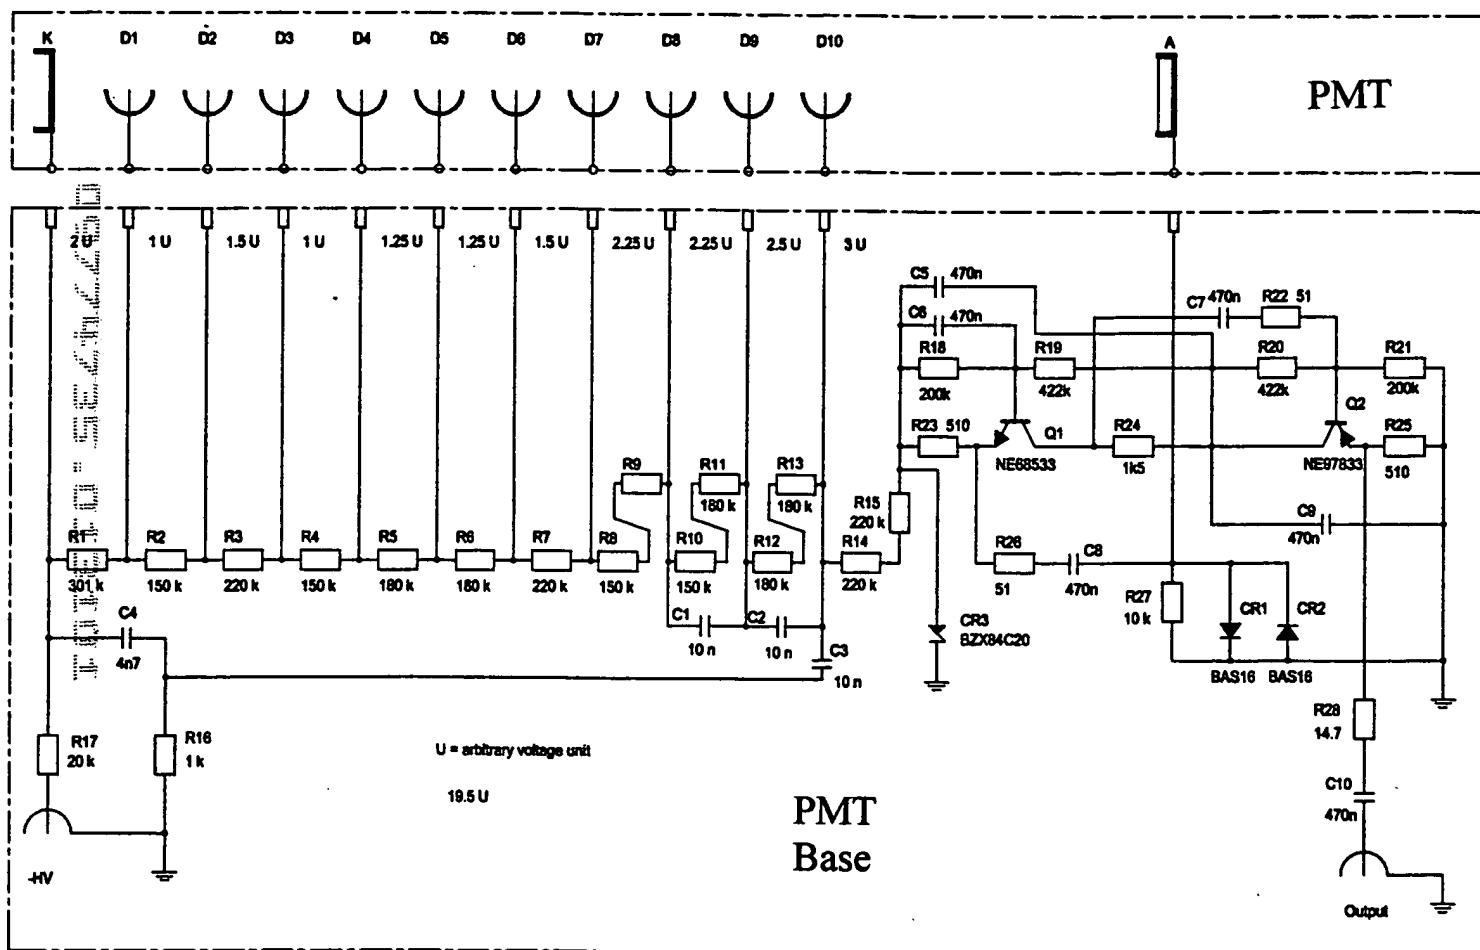 K D1 D2 D3 D4 D5 D6 D7 D8 D9 D10 A
PMT
2 U 1 U 1.5 U 1 U 1.25 U 1.25 U 1.5 U 2.25 U 2.25 U 2.5 U 3 U
C5 470n
C6 470n
C7 470n R22 51
R18 R19 R20 R21
200k 422k 422k 200k
R23 510 Q1 R24 Q2 R25
NE68533 1k5 NE97833 510
R9 R11 R13
180 k 180 k
R15
220 k
C9
470n
R1 R2 R3 R4 R5 R6 R7 R8 R10 R12 R14 R26 C8
301 k 150 k 220 k 150 k 180 k 180 k 220 k 150 k 150 k 180 k 220 k 51 470n
R27
10 k
CR1 CR2
BAS16 BAS16
C4
4n7
C1 C2 C3
10 n 10 n 10 n
CR3
BZX84C20
R17
20 k
R16
1 k
U = arbitrary voltage unit
19.5 U
R28
14.7
C10
470n
PMT
Base
-HV
Output